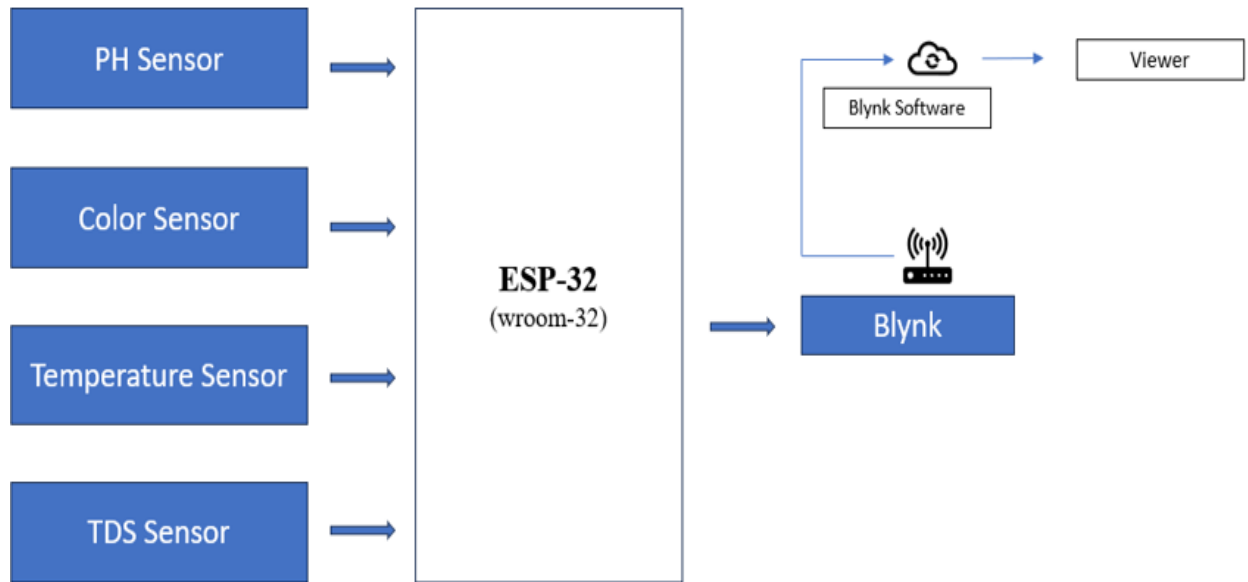 PH Sensor
Color Sensor
Temperature Sensor
TDS Sensor
ESP-32
(wroom-32)
Blynk
Blynk Software
Viewer